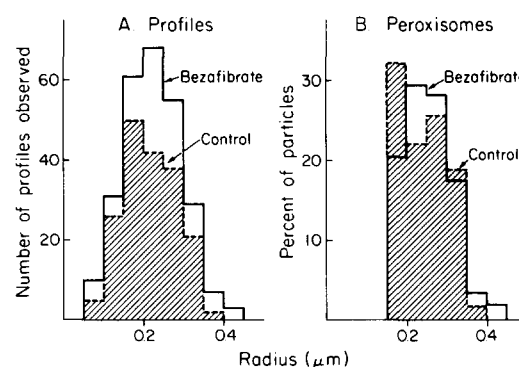 A. Profiles
Number of profiles observed
60
40
20
Bezafibrate
Control
0.2
0.4
B. Peroxisomes
Percent of particles
30
20
10
Bezafibrate
Control
0.2
0.4
Radius (μm)